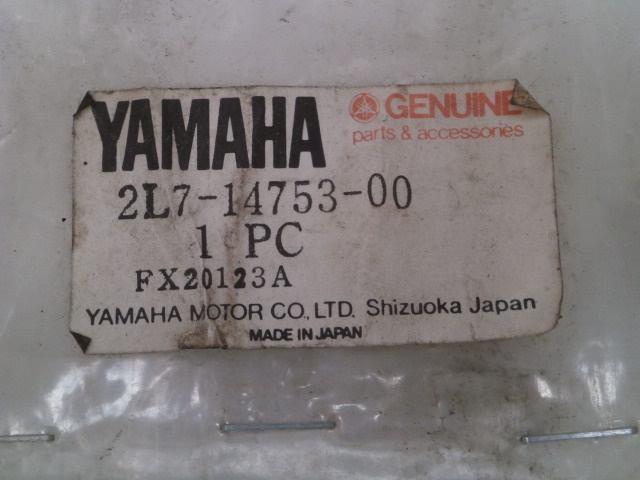 YAMAHA
GENUINE
parts & accessories
2L7-14753-00
1 PC
FX20123A
YAMAHA MOTOR CO., LTD. Shizuoka Japan
MADE IN JAPAN